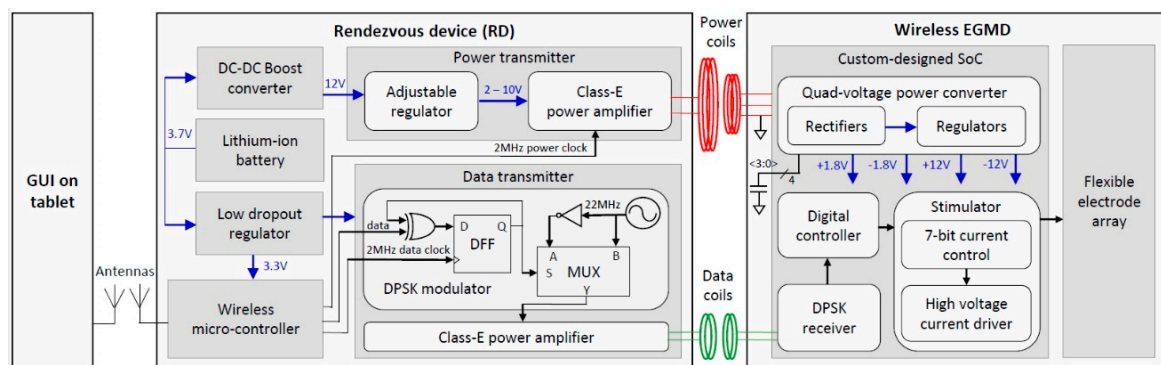 GUI on
tablet
Antennas
Rendezvous device (RD)
DC-DC Boost
converter
12V
3.7V
Lithium-ion
battery
Low dropout
regulator
3.3V
Wireless
micro-controller
Power transmitter
Adjustable
regulator
2 – 10V
Class-E
power amplifier
2MHz power clock
Data transmitter
data
2MHz data clock
D
Q
DFF
22MHz
A
B
S
MUX
Y
DPSK modulator
Class-E power amplifier
Power
coils
Data
coils
Wireless EGMD
Custom-designed SoC
Quad-voltage power converter
Rectifiers
Regulators
<3:0>
4
+1.8V
-1.8V
+12V
-12V
Digital
controller
DPSK
receiver
Stimulator
7-bit current
control
High voltage
current driver
Flexible
electrode
array